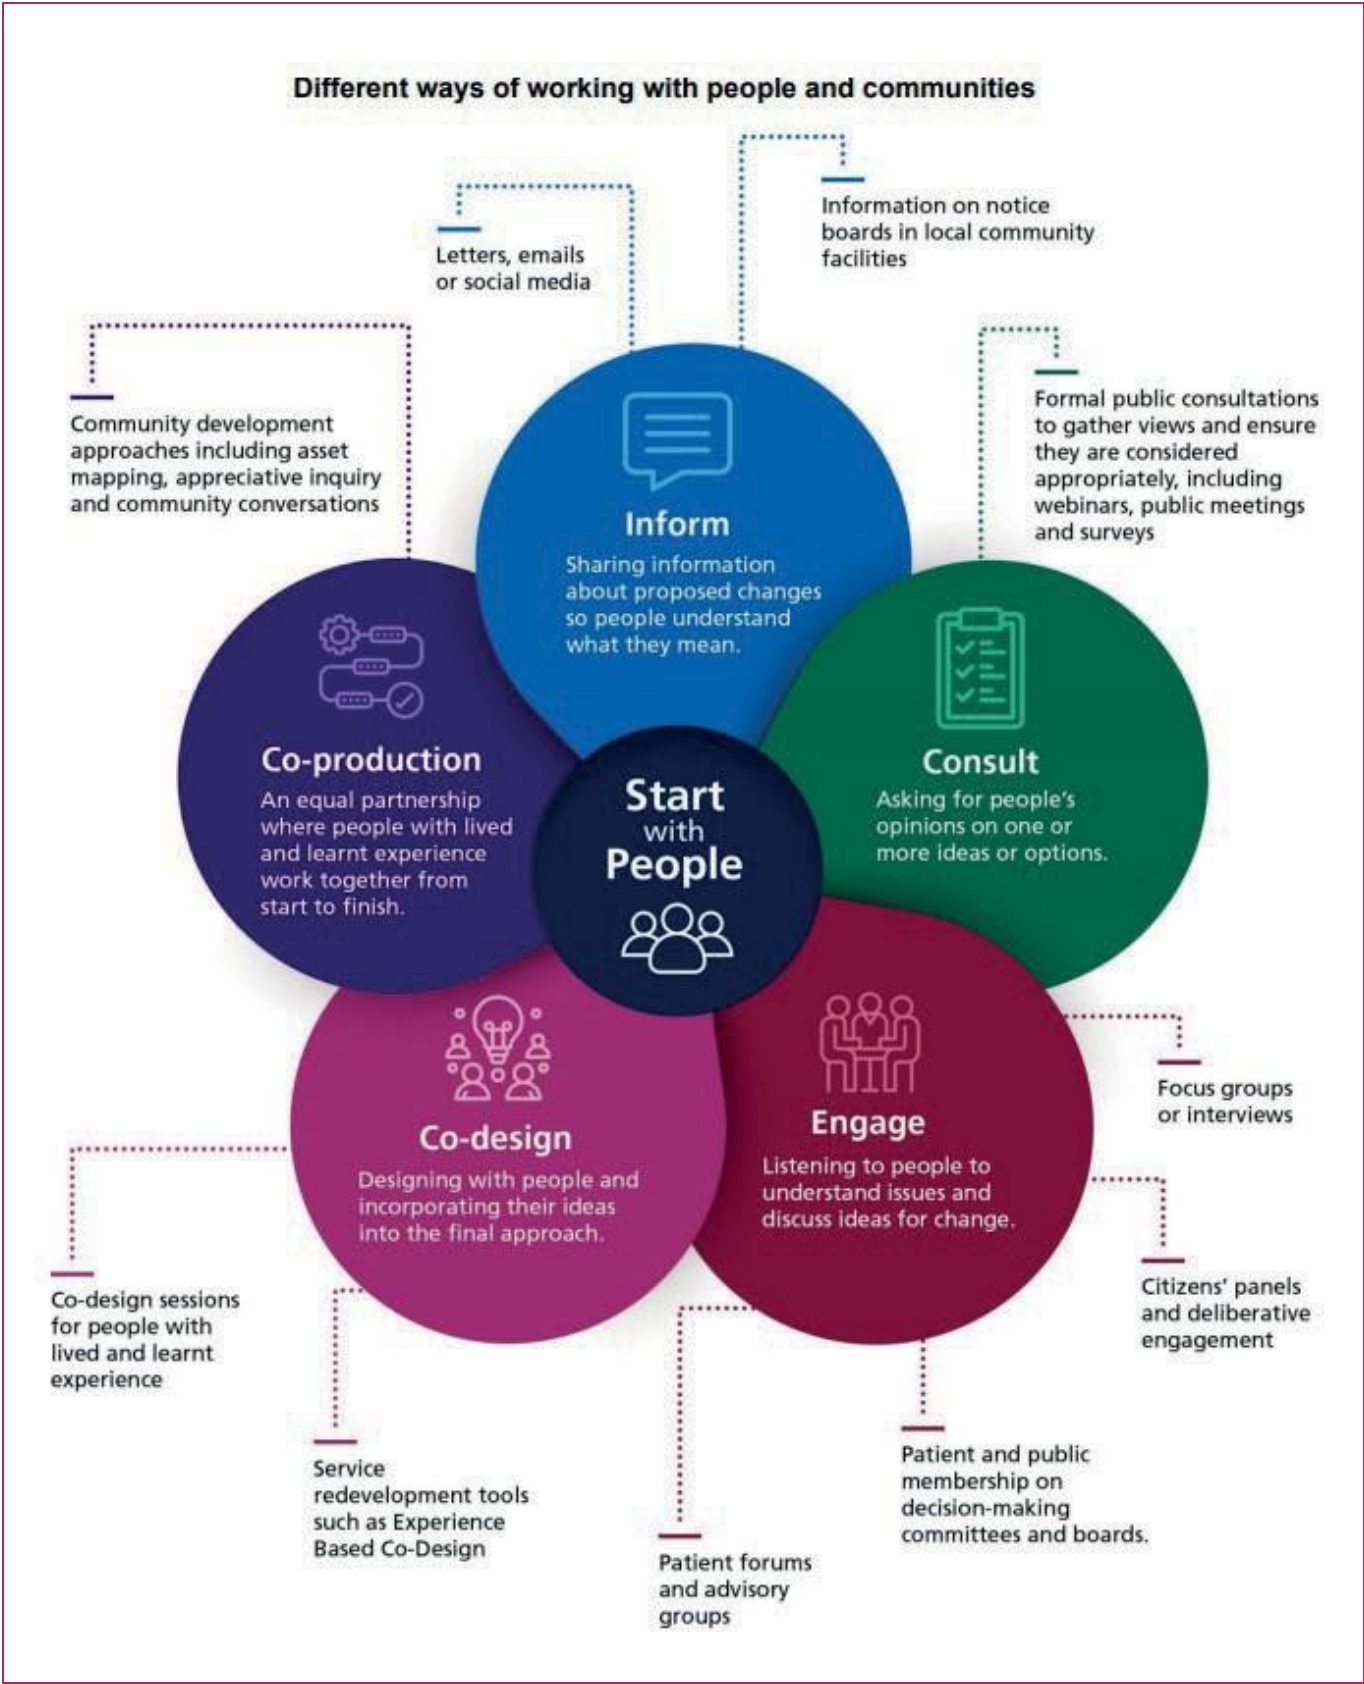 Different ways of working with people and communities
Information on notice
boards in local community
facilities
Letters, emails
or social media
Community development
approaches including asset
mapping, appreciative inquiry
and community conversations
Formal public consultations
to gather views and ensure
they are considered
appropriately, including
webinars, public meetings
and surveys
Inform
Sharing information
about proposed changes
so people understand
what they mean.
Co-production
An equal partnership
where people with lived
and learnt experience
work together from
start to finish.
Start
with
People
Consult
Asking for people's
opinions on one or
more ideas or options.
Co-design
Designing with people and
incorporating their ideas
into the final approach.
Engage
Listening to people to
understand issues and
discuss ideas for change.
Focus groups
or interviews
Citizens' panels
and deliberative
engagement
Co-design sessions
for people with
lived and learnt
experience
Service
redevelopment tools
such as Experience
Based Co-Design
Patient and public
membership on
decision-making
committees and boards.
Patient forums
and advisory
groups